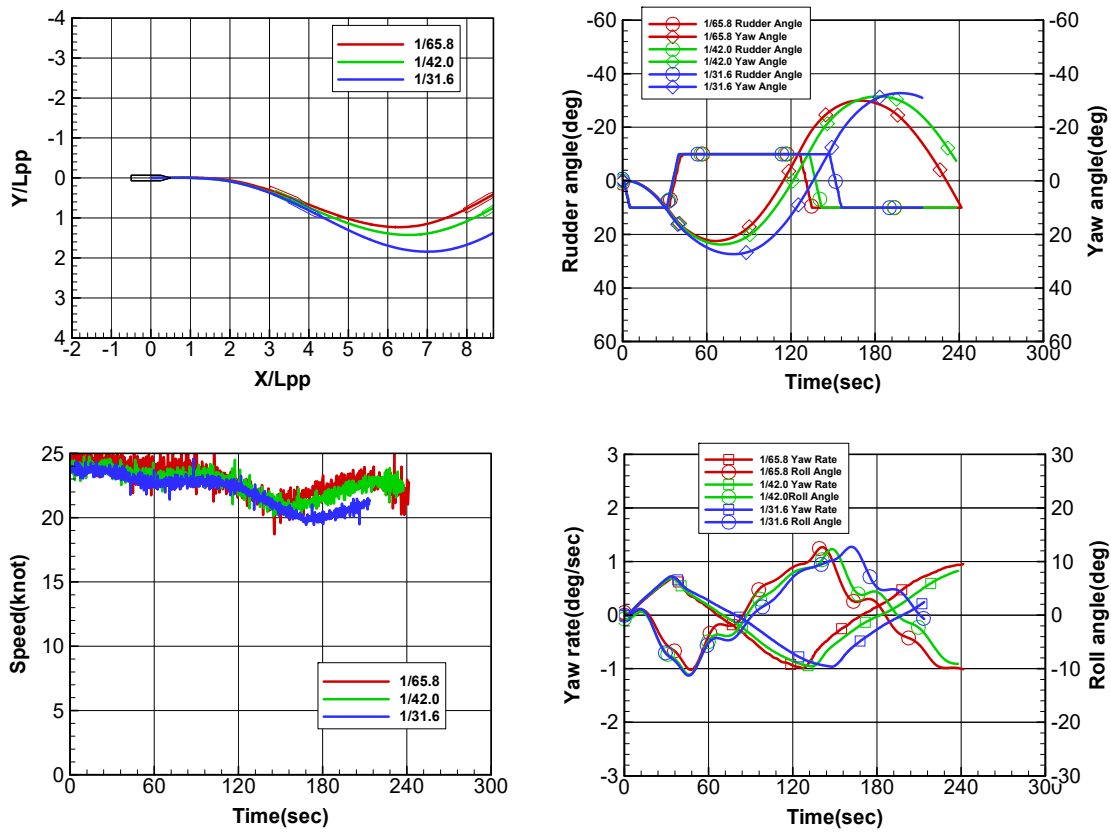 -4
-3
-2
-1
0
1
2
3
4
Y/Lpp
-2 -1 0 1 2 3 4 5 6 7 8
X/Lpp
1/65.8
1/42.0
1/31.6
-60
-40
-20
0
20
40
60
Rudder angle(deg)
0 60 120 180 240 300
Time(sec)
-60
-40
-20
0
20
40
60
Yaw angle(deg)
1/65.8 Rudder Angle
1/65.8 Yaw Angle
1/42.0 Rudder Angle
1/42.0 Yaw Angle
1/31.6 Rudder Angle
1/31.6 Yaw Angle
25
20
15
10
5
0
Speed(knot)
0 60 120 180 240 300
Time(sec)
1/65.8
1/42.0
1/31.6
3
2
1
0
-1
-2
-3
Yaw rate(deg/sec)
0 60 120 180 240 300
Time(sec)
30
20
10
0
-10
-20
-30
Roll angle(deg)
1/65.8 Yaw Rate
1/65.8 Roll Angle
1/42.0 Yaw Rate
1/42.0Roll Angle
1/31.6 Yaw Rate
1/31.6 Roll Angle